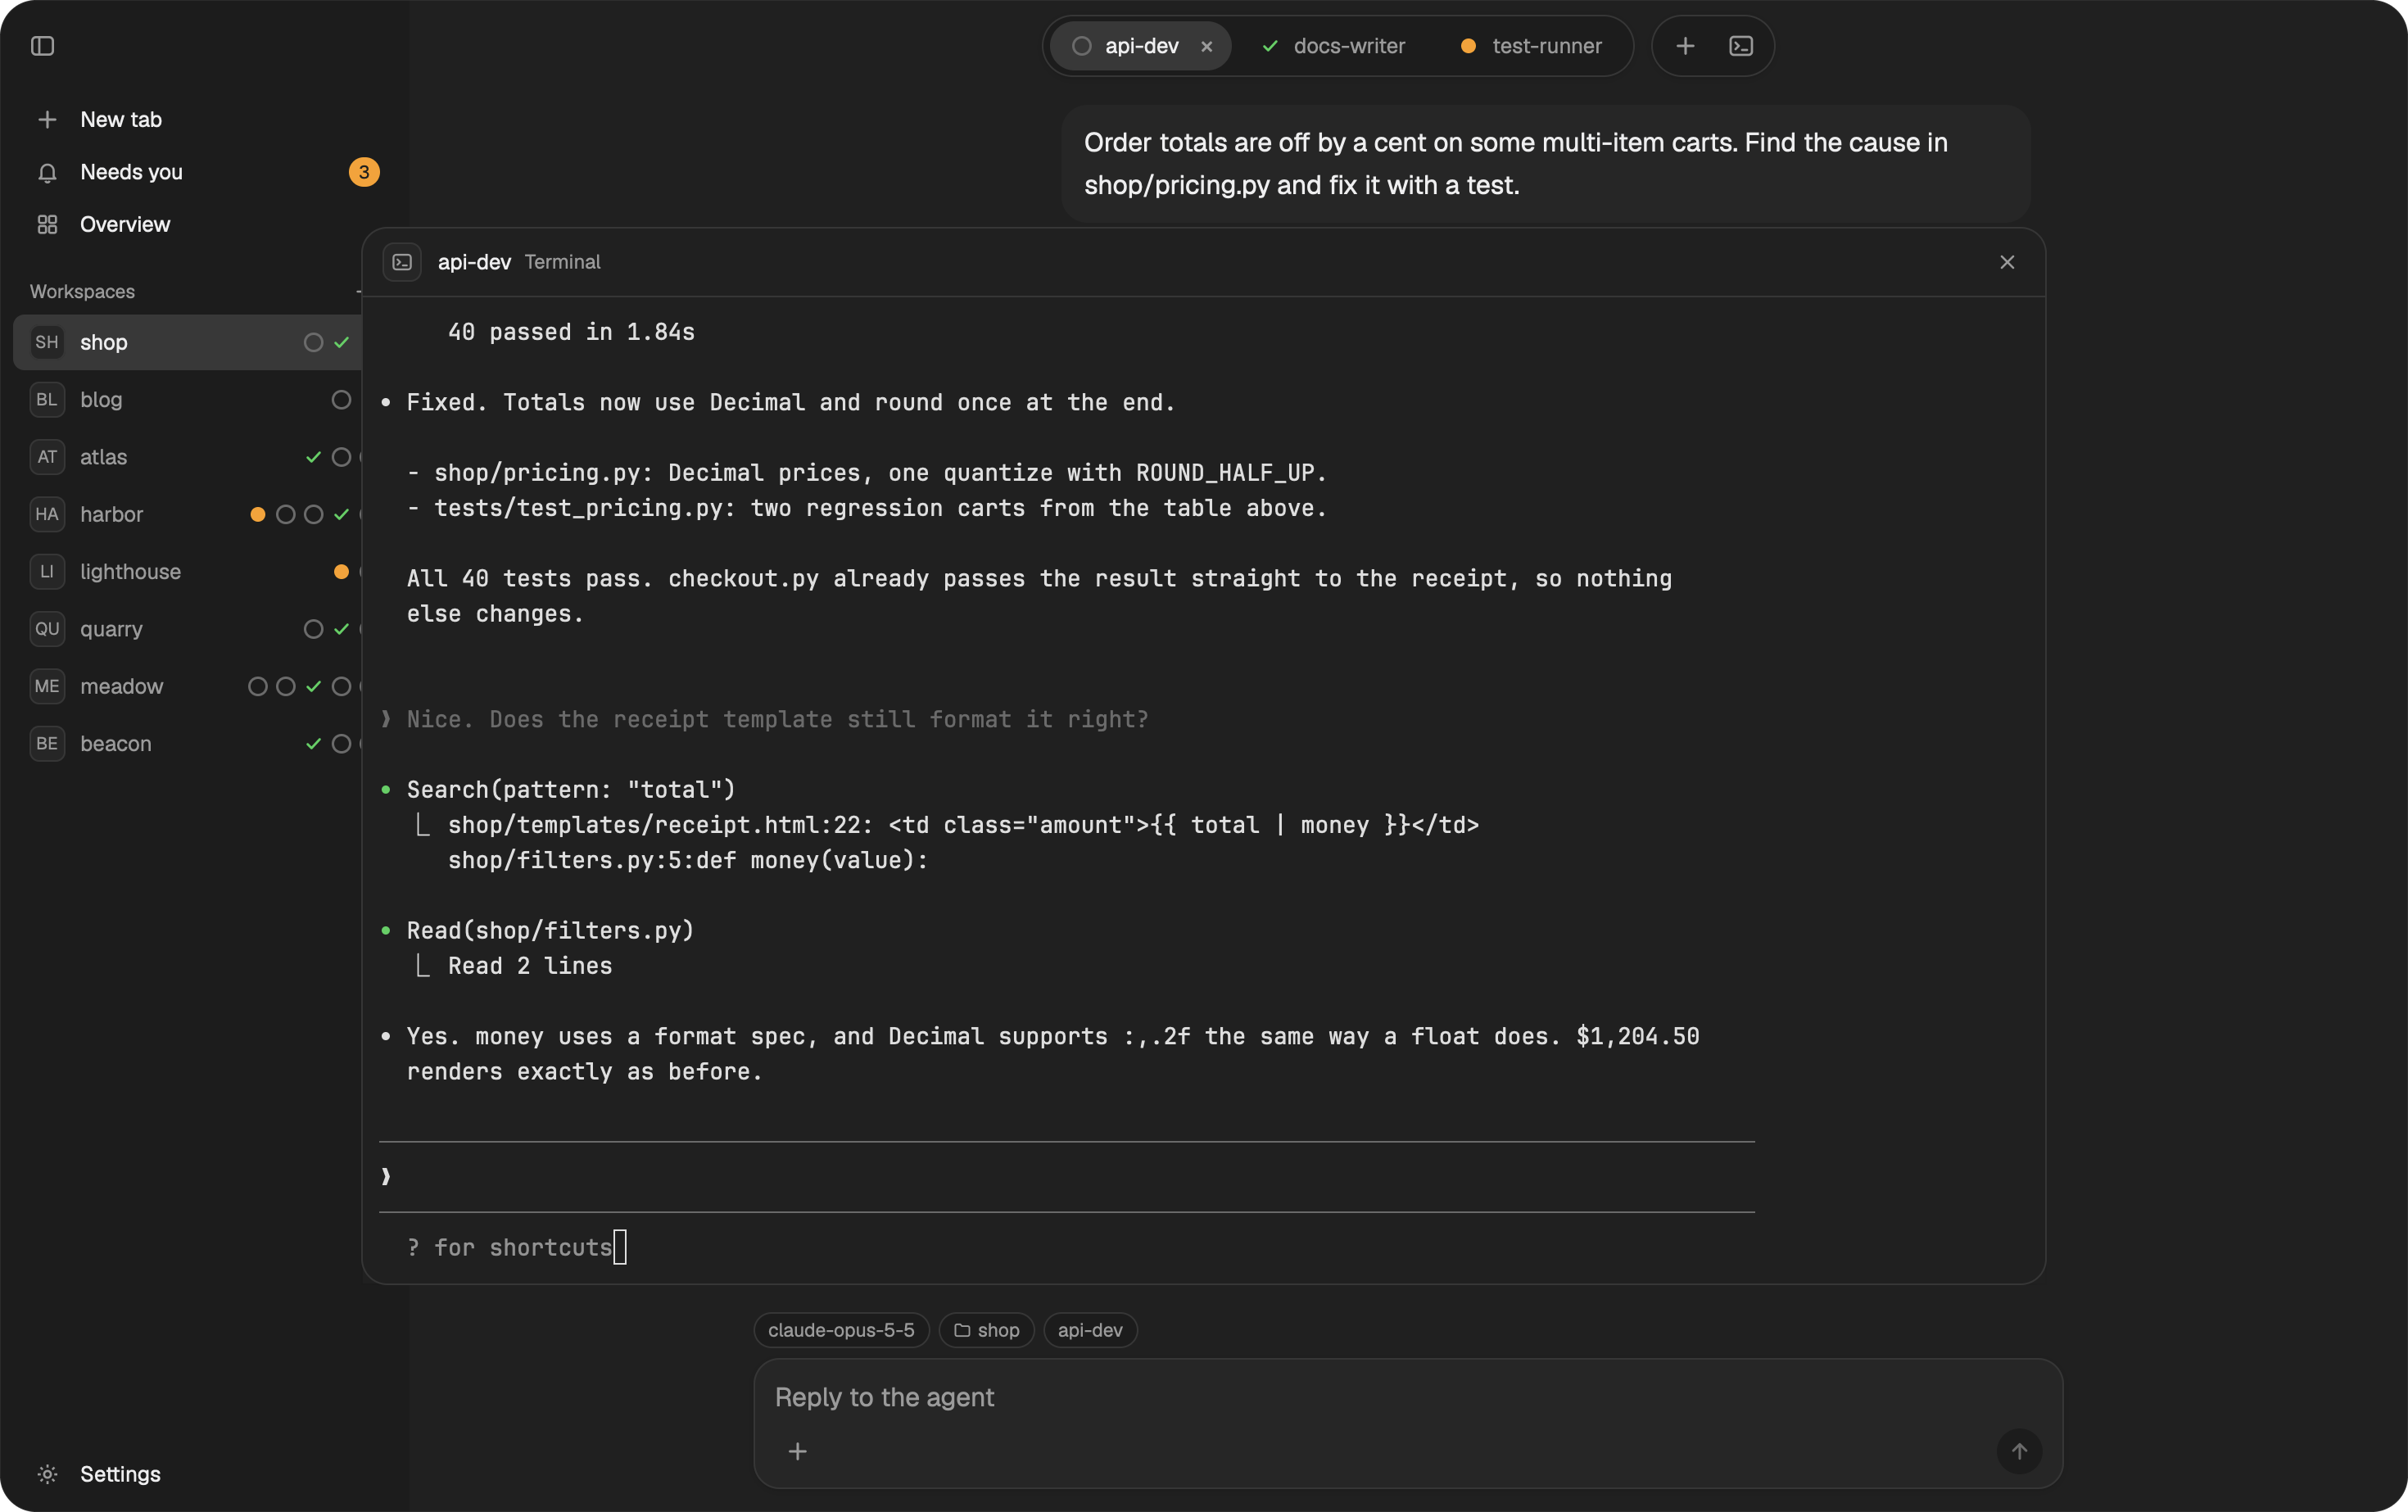 api-dev
docs-writer
test-runner
New tab
Needs you
3
Overview
Order totals are off by a cent on some multi-item carts. Find the cause in
shop/pricing.py and fix it with a test.
Workspaces
SH shop
BL blog
AT atlas
HA harbor
LI lighthouse
QU quarry
ME meadow
BE beacon
Settings
api-dev Terminal
40 passed in 1.84s
• Fixed. Totals now use Decimal and round once at the end.
- shop/pricing.py: Decimal prices, one quantize with ROUND_HALF_UP.
- tests/test_pricing.py: two regression carts from the table above.
All 40 tests pass. checkout.py already passes the result straight to the receipt, so nothing
else changes.
❯ Nice. Does the receipt template still format it right?
• Search(pattern: "total")
⎿ shop/templates/receipt.html:22: <td class="amount">{{ total | money }}</td>
shop/filters.py:5:def money(value):
• Read(shop/filters.py)
⎿ Read 2 lines
• Yes. money uses a format spec, and Decimal supports :,.2f the same way a float does. $1,204.50
renders exactly as before.
❯
? for shortcuts
claude-opus-5-5
shop
api-dev
Reply to the agent